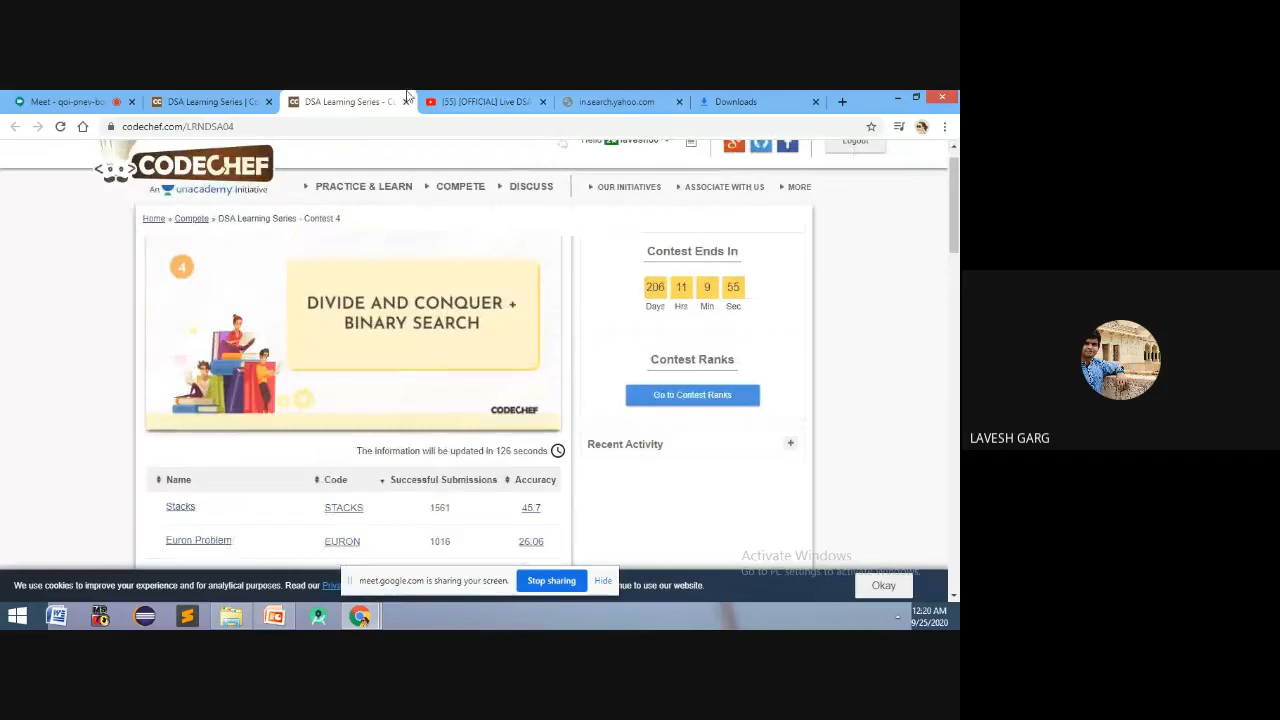 Meet - qoi-pnev-bo
DSA Learning Series | Co
DSA Learning Series - Co
(55) [OFFICIAL] Live DSA
in.search.yahoo.com
Downloads
codechef.com/LRNDSA04
Hello
Logout
CODECHEF
An unacademy Initiative
PRACTICE & LEARN
COMPETE
DISCUSS
OUR INITIATIVES
ASSOCIATE WITH US
MORE
Home » Compete » DSA Learning Series - Contest 4
4
DIVIDE AND CONQUER +
BINARY SEARCH
CODECHEF
Contest Ends In
206 11 9 55
Days Hrs Min Sec
Contest Ranks
Go to Contest Ranks
Recent Activity
The information will be updated in 126 seconds
Name Code Successful Submissions Accuracy
Stacks STACKS 1561 45.7
Euron Problem EURON 1016 26.06
Activate Windows
Go to PC settings to activate Windows.
We use cookies to improve your experience and for analytical purposes. Read our
meet.google.com is sharing your screen.
Stop sharing
Hide
to use our website.
Okay
12:20 AM
9/25/2020
LAVESH GARG